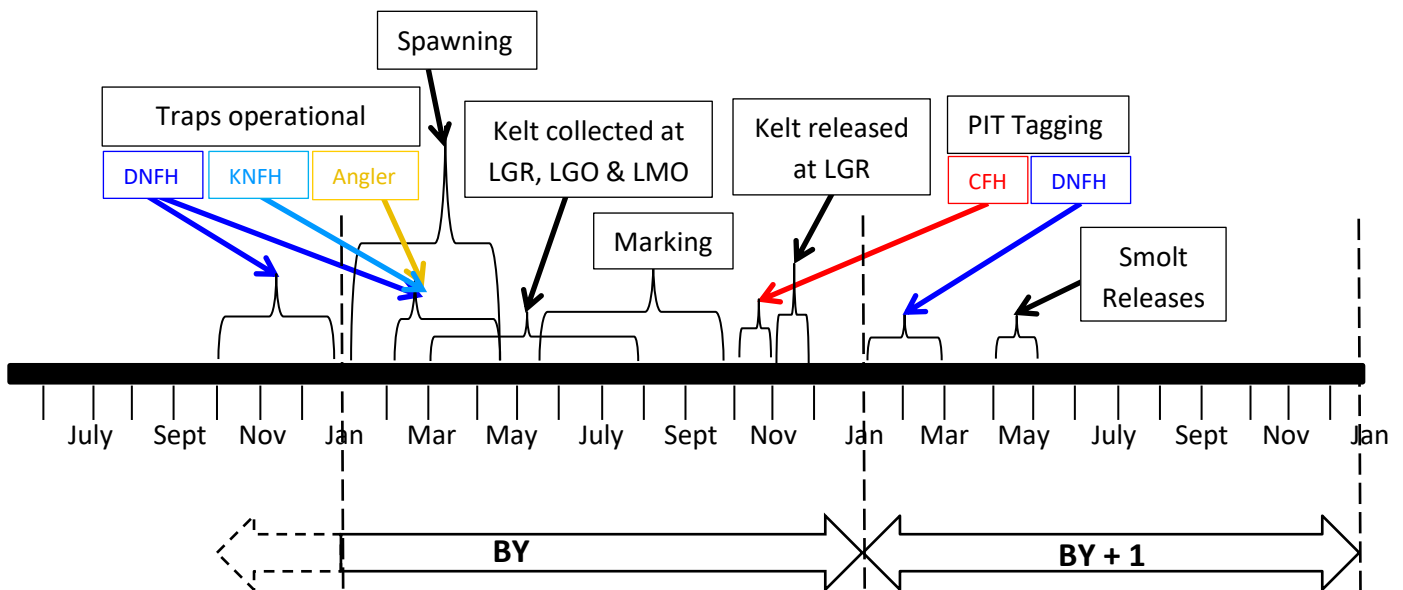 Spawning
Traps operational
DNFH
KNFH
Angler
Kelt collected at
LGR, LGO & LMO
Kelt released
at LGR
PIT Tagging
CFH
DNFH
Marking
Smolt
Releases
July Sept Nov Jan Mar May July Sept Nov Jan Mar May July Sept Nov Jan
BY
BY + 1